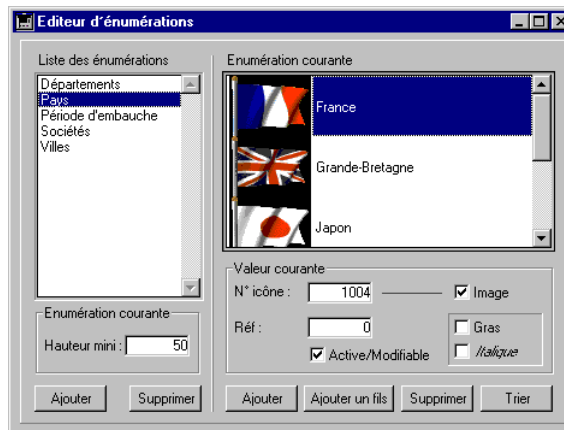 Editeur d'énumérations
Liste des énumérations
Départements
Pays
Période d'embauche
Sociétés
Villes
Enumération courante
Hauteur mini : 50
Ajouter
Supprimer
Enumération courante
France
Grande-Bretagne
Japon
Valeur courante
N° icône : 1004 Image
Réf : 0 Gras
Active/Modifiable Italique
Ajouter
Ajouter un fils
Supprimer
Trier